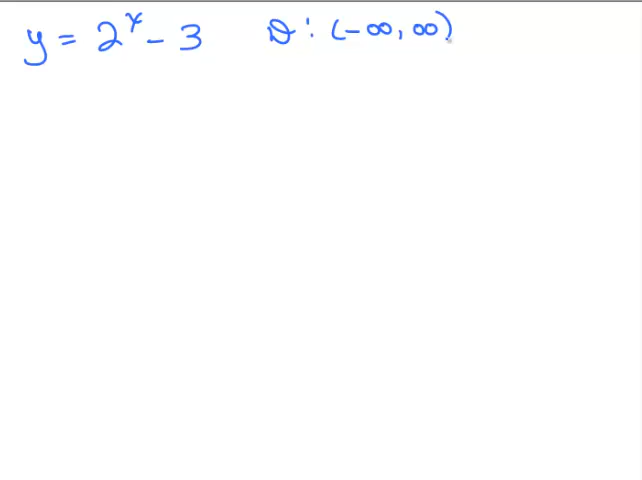 y = 2^x - 3 D: (-∞, ∞)